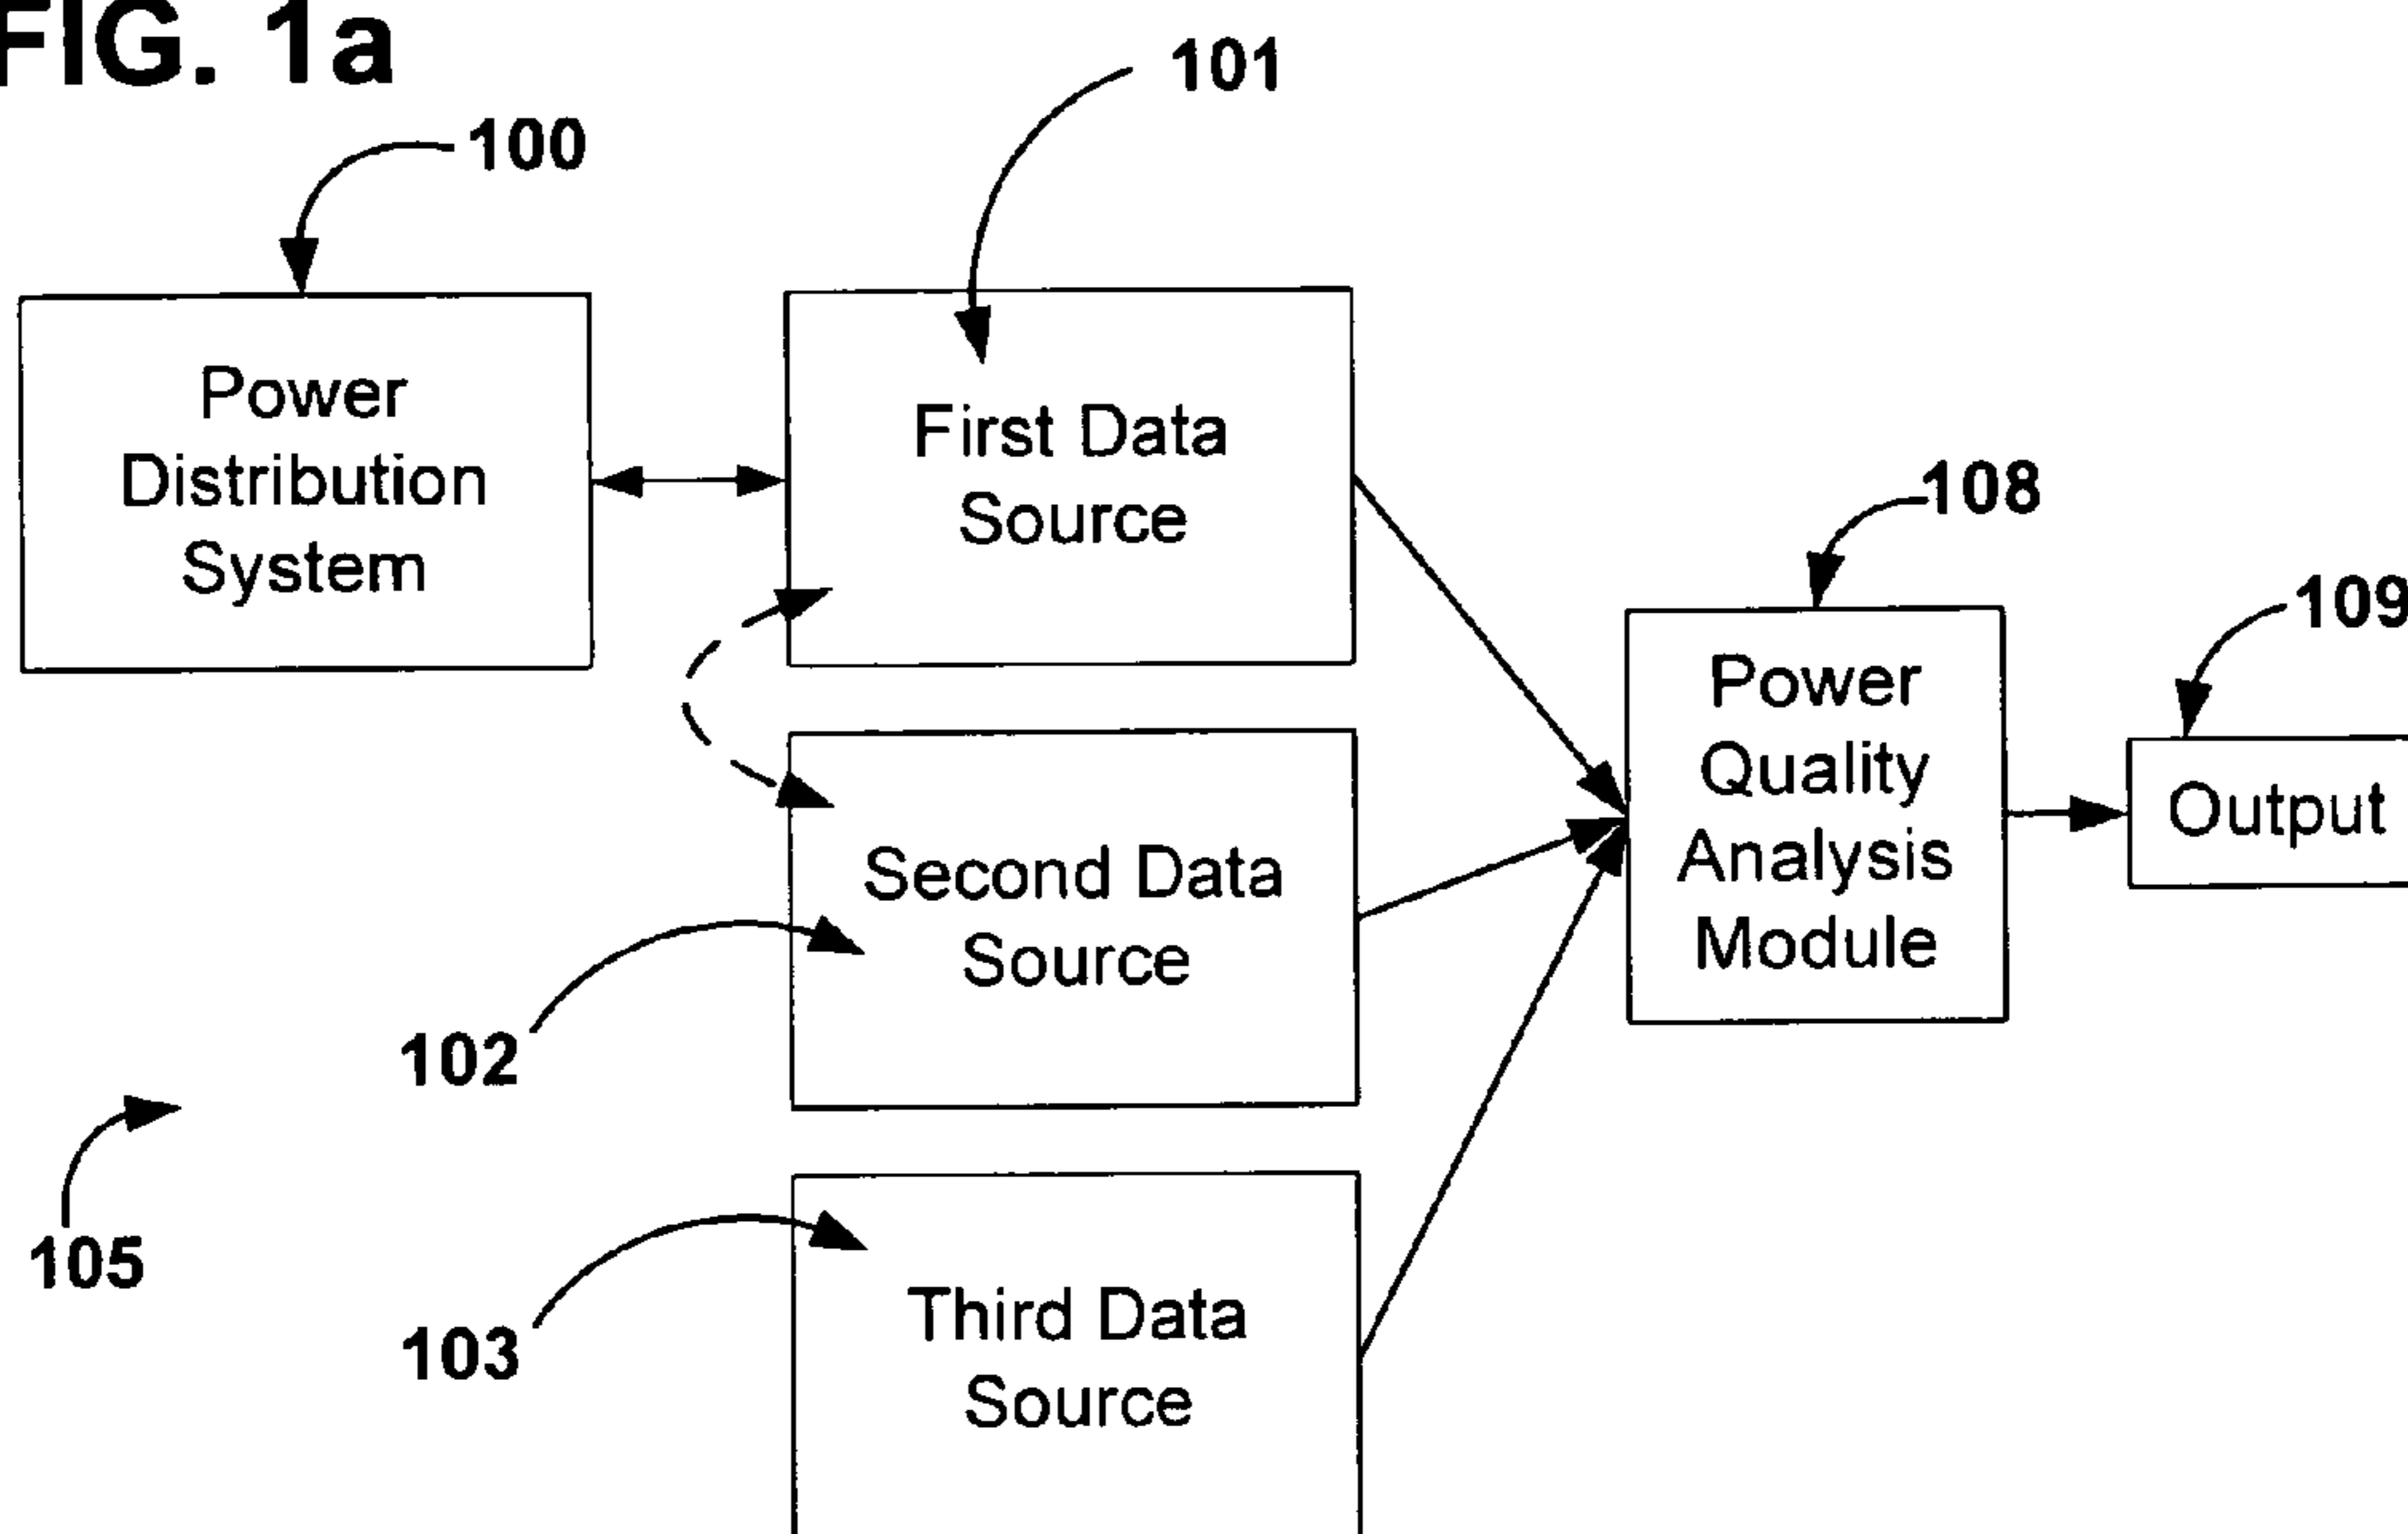 FIG. 1a
101
100
Power
Distribution
System
First Data
Source
108
109
Power
Quality
Analysis
Module
Output
Second Data
Source
102
105
103
Third Data
Source